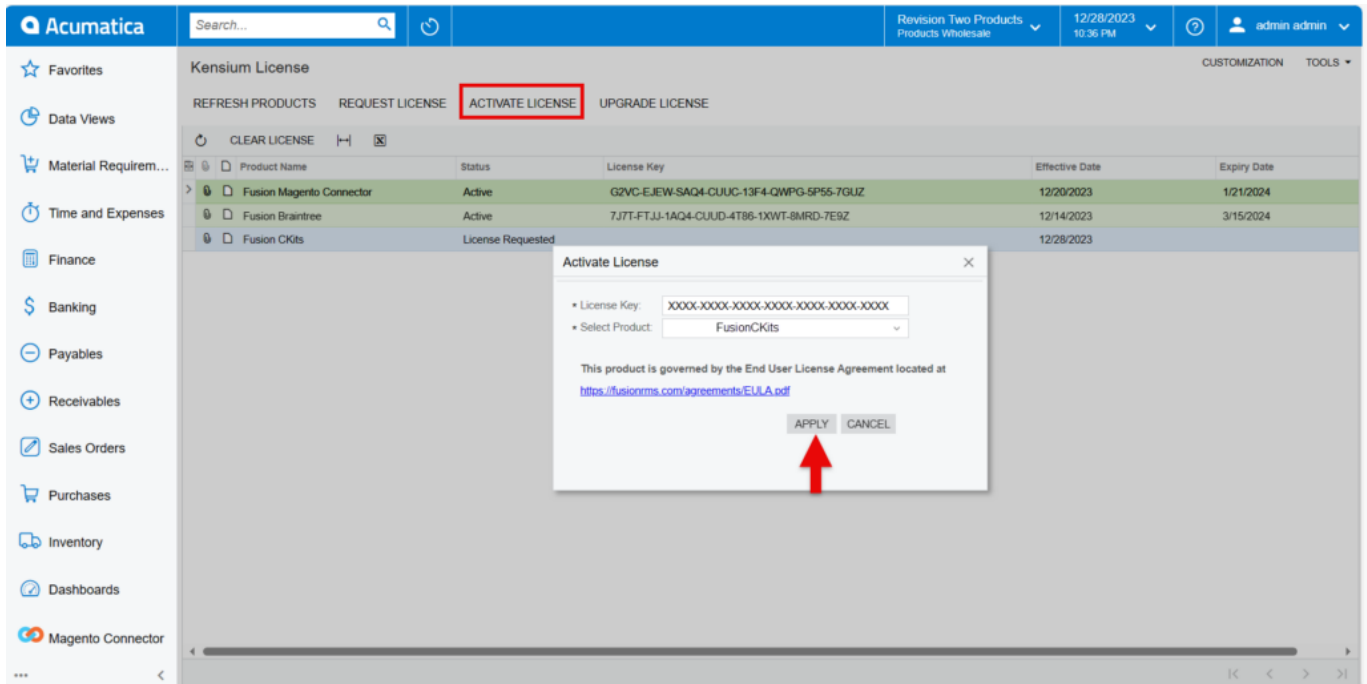 Acumatica
Search...
Revision Two Products
Products Wholesale
12/28/2023
10:36 PM
admin admin
Favorites
Data Views
Material Requirem...
Time and Expenses
Finance
Banking
Payables
Receivables
Sales Orders
Purchases
Inventory
Dashboards
Magento Connector
Kensium License
CUSTOMIZATION TOOLS
REFRESH PRODUCTS REQUEST LICENSE ACTIVATE LICENSE UPGRADE LICENSE
CLEAR LICENSE
Product Name Status License Key Effective Date Expiry Date
Fusion Magento Connector Active G2VC-EJEW-SAQ4-CUUC-13F4-QWPG-5P55-7GUZ 12/20/2023 1/21/2024
Fusion Braintree Active 7J7T-FTJJ-1AQ4-CUUD-4T86-1XWT-8MRD-7E9Z 12/14/2023 3/15/2024
Fusion CKits License Requested 12/28/2023
Activate License
License Key: XXXX-XXXX-XXXX-XXXX-XXXX-XXXX-XXXX
Select Product: FusionCKits
This product is governed by the End User License Agreement located at
https://fusionrms.com/agreements/EULA.pdf
APPLY CANCEL